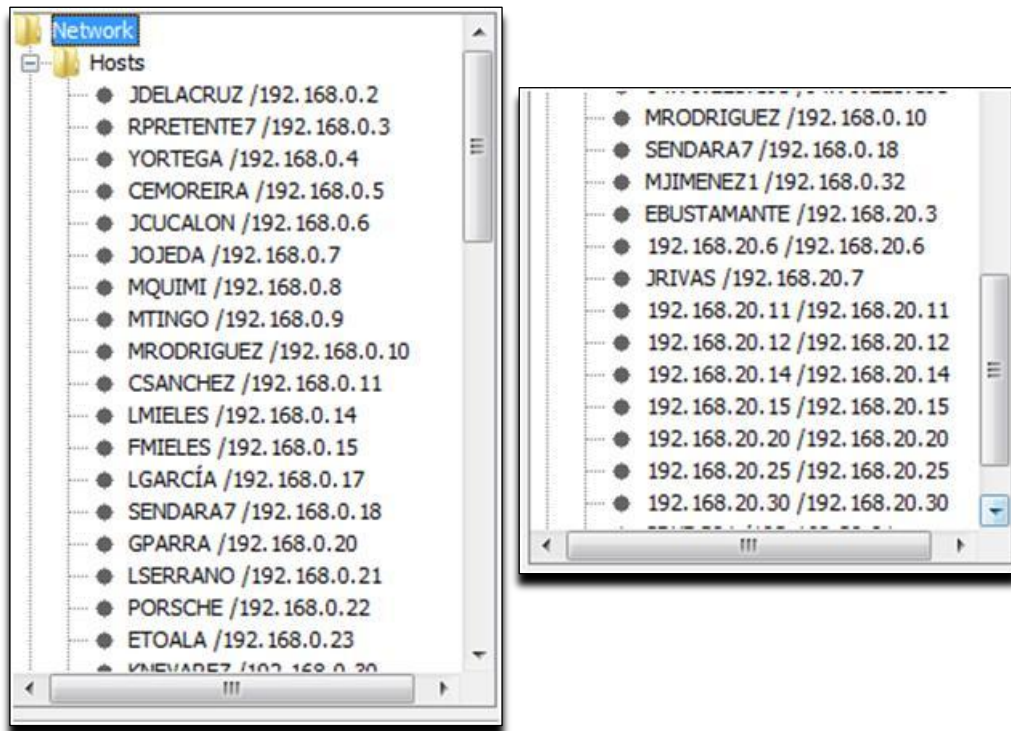 Network
Hosts
JDELACRUZ /192.168.0.2
RPRETENTE7 /192.168.0.3
YORTEGA /192.168.0.4
CEMOREIRA /192.168.0.5
JCUCALON /192.168.0.6
JOJEDA /192.168.0.7
MQUIMI /192.168.0.8
MTINGO /192.168.0.9
MRODRIGUEZ /192.168.0.10
CSANCHEZ /192.168.0.11
LMIELES /192.168.0.14
FMIELES /192.168.0.15
LGARCÍA /192.168.0.17
SENDARA7 /192.168.0.18
GPARRA /192.168.0.20
LSERRANO /192.168.0.21
PORSCHE /192.168.0.22
ETOALA /192.168.0.23
MRODRIGUEZ /192.168.0.10
SENDARA7 /192.168.0.18
MJIMENEZ1 /192.168.0.32
EBUSTAMANTE /192.168.20.3
192.168.20.6 /192.168.20.6
JRIVAS /192.168.20.7
192.168.20.11 /192.168.20.11
192.168.20.12 /192.168.20.12
192.168.20.14 /192.168.20.14
192.168.20.15 /192.168.20.15
192.168.20.20 /192.168.20.20
192.168.20.25 /192.168.20.25
192.168.20.30 /192.168.20.30